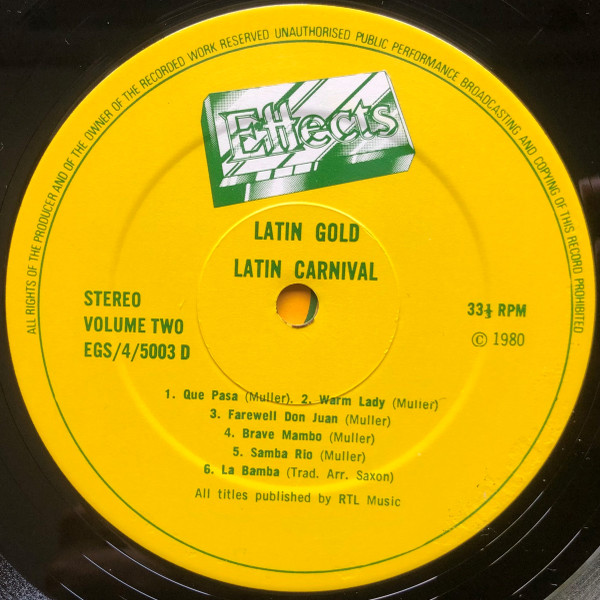 ALL RIGHTS OF THE PRODUCER AND OF THE OWNER OF THE RECORDED WORK RESERVED UNAUTHORISED PUBLIC PERFORMANCE BROADCASTING AND COPYING OF THIS RECORD PROHIBITED
Effects
LATIN GOLD
LATIN CARNIVAL
STEREO
VOLUME TWO
EGS/4/5003 D
33⅓ RPM
© 1980
1. Que Pasa (Muller). 2. Warm Lady (Muller)
3. Farewell Don Juan (Muller)
4. Brave Mambo (Muller)
5. Samba Rio (Muller)
6. La Bamba (Trad. Arr. Saxon)
All titles published by RTL Music